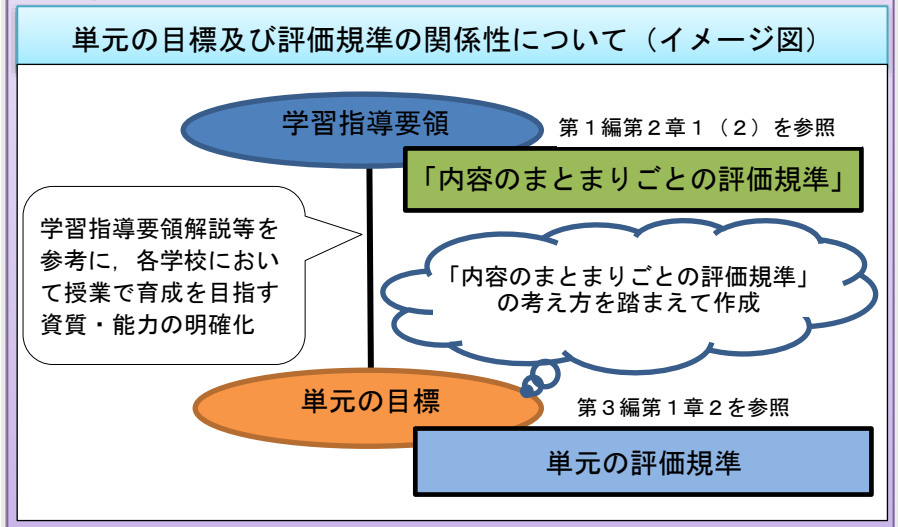 単元の目標及び評価規準の関係性について（イメージ図）
学習指導要領
第１編第２章１（２）を参照
「内容のまとまりごとの評価規準」
学習指導要領解説等を
参考に，各学校におい
て授業で育成を目指す
資質・能力の明確化
「内容のまとまりごとの評価規準」
の考え方を踏まえて作成
単元の目標
第３編第１章２を参照
単元の評価規準